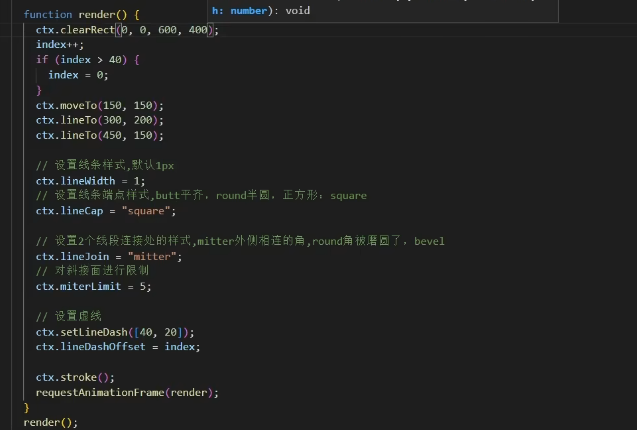 h: number): void
function render() {
ctx.clearRect(0, 0, 600, 400);
index++;
if (index > 40) {
index = 0;
}
ctx.moveTo(150, 150);
ctx.lineTo(300, 200);
ctx.lineTo(450, 150);
// 设置线条样式,默认1px
ctx.lineWidth = 1;
// 设置线条端点样式,butt平齐，round半圆，正方形：square
ctx.lineCap = "square";
// 设置2个线段连接处的样式,mitter外侧相连的角,round角被磨圆了，bevel
ctx.lineJoin = "mitter";
// 对斜接面进行限制
ctx.miterLimit = 5;
// 设置虚线
ctx.setLineDash([40, 20]);
ctx.lineDashOffset = index;
ctx.stroke();
requestAnimationFrame(render);
}
render();